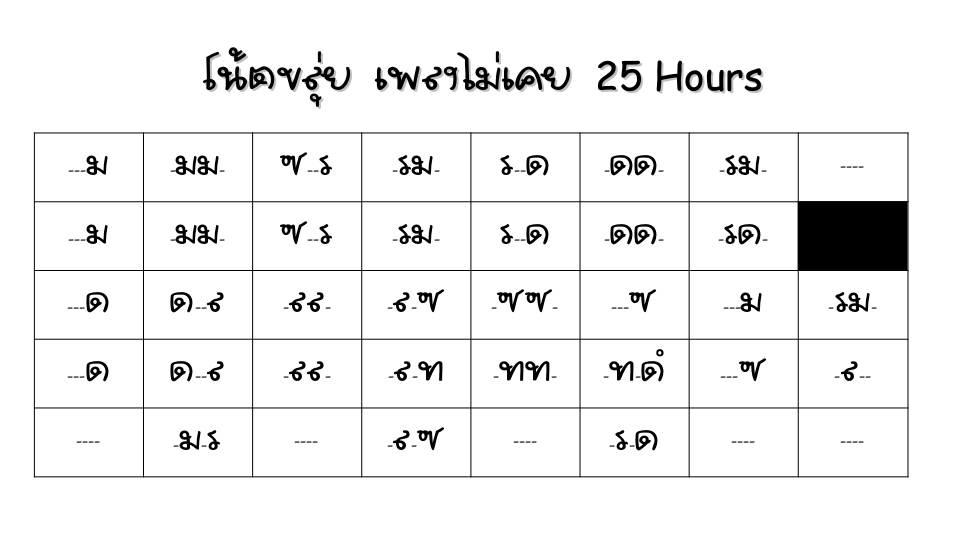 โน้ตขลุ่ย เพลงไม่เคย 25 Hours
---ม -มม- ซ--ร -รม- ร--ด -ดด- -รม- ----
---ม -มม- ซ--ร -รม- ร--ด -ดด- -รด-
---ด ด--ล -ลล- -ล-ซ -ซซ- ---ซ ---ม -รม-
---ด ด--ล -ลล- -ล-ท -ทท- -ท-ดํ ---ซ -ล--
---- -ม-ร ---- -ล-ซ ---- -ร-ด ---- ----